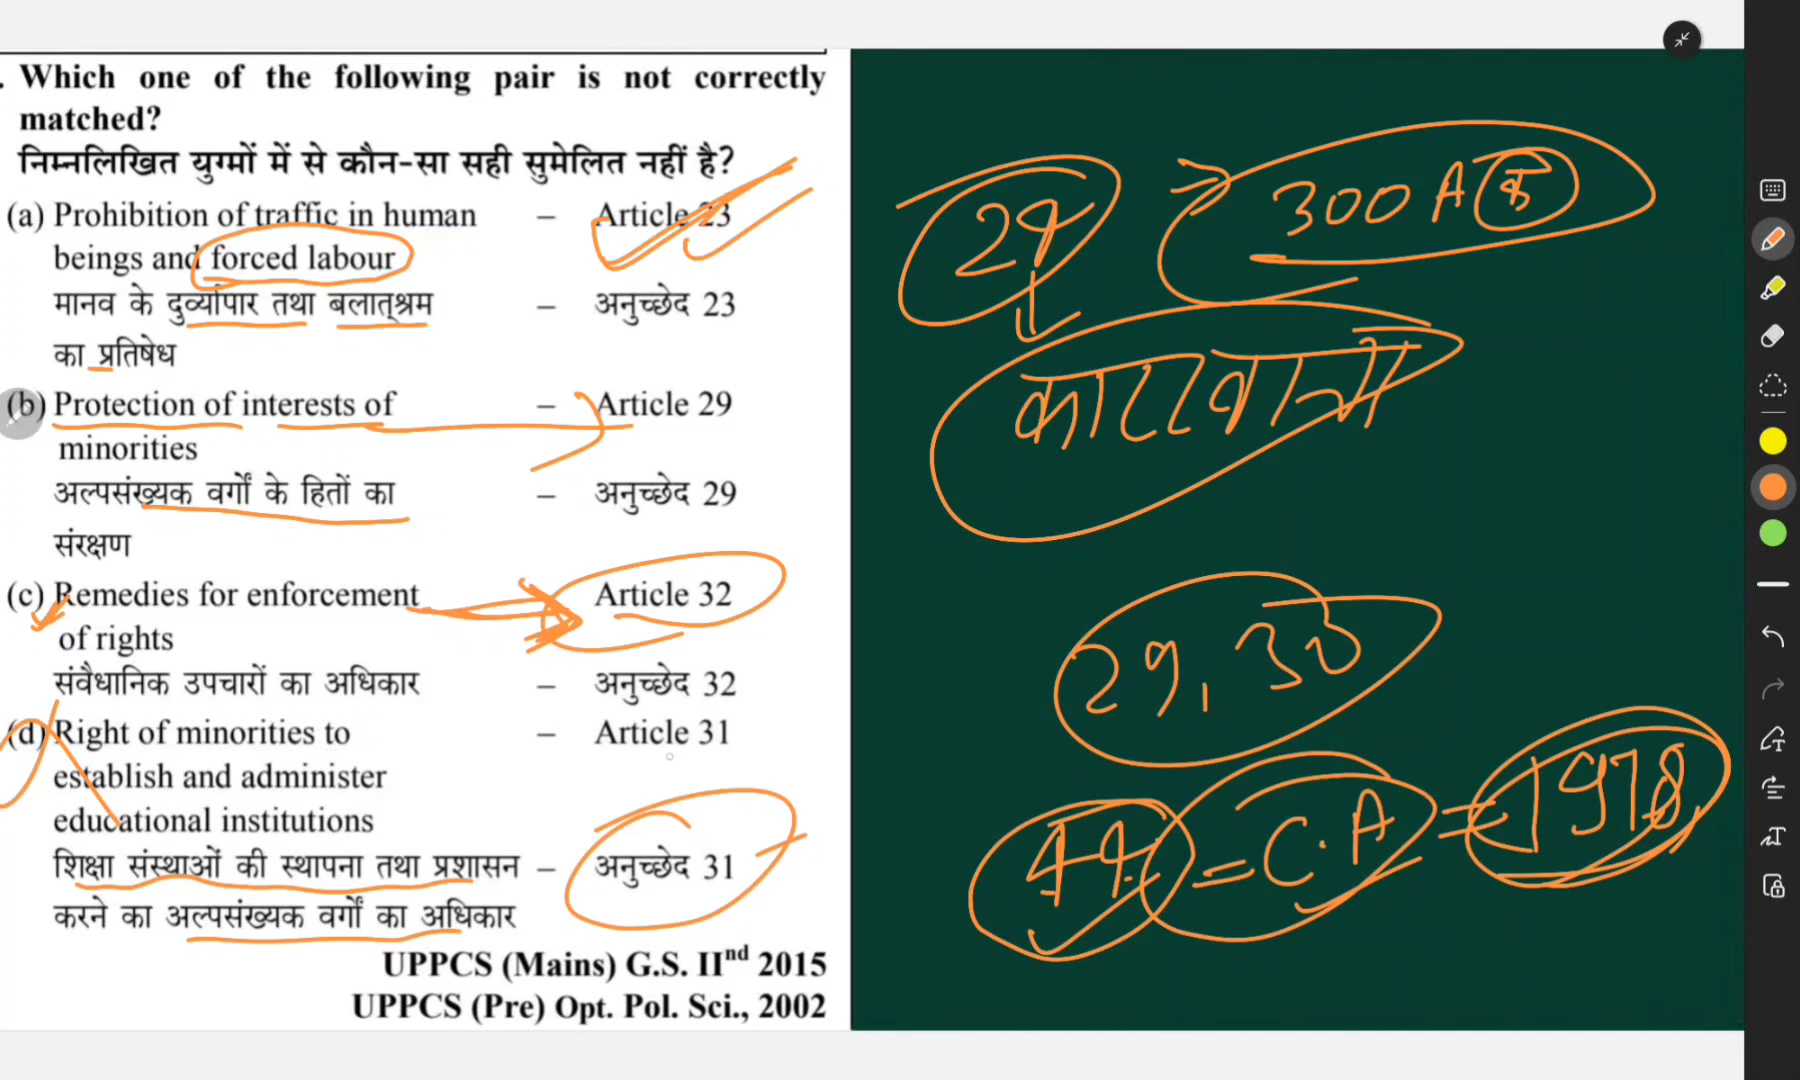 . Which one of the following pair is not correctly
matched?
निम्नलिखित युग्मों में से कौन-सा सही सुमेलित नहीं है?
(a) Prohibition of traffic in human – Article 23
beings and forced labour
मानव के दुर्व्यापार तथा बलात्श्रम – अनुच्छेद 23
का प्रतिषेध
(b) Protection of interests of – Article 29
minorities
अल्पसंख्यक वर्गों के हितों का – अनुच्छेद 29
संरक्षण
(c) Remedies for enforcement Article 32
of rights
संवैधानिक उपचारों का अधिकार – अनुच्छेद 32
(d) Right of minorities to – Article 31
establish and administer
educational institutions
शिक्षा संस्थाओं की स्थापना तथा प्रशासन – अनुच्छेद 31
करने का अल्पसंख्यक वर्गों का अधिकार
UPPCS (Mains) G.S. IInd 2015
UPPCS (Pre) Opt. Pol. Sci., 2002
300 A क
29, 30
44 = C.A = 1978